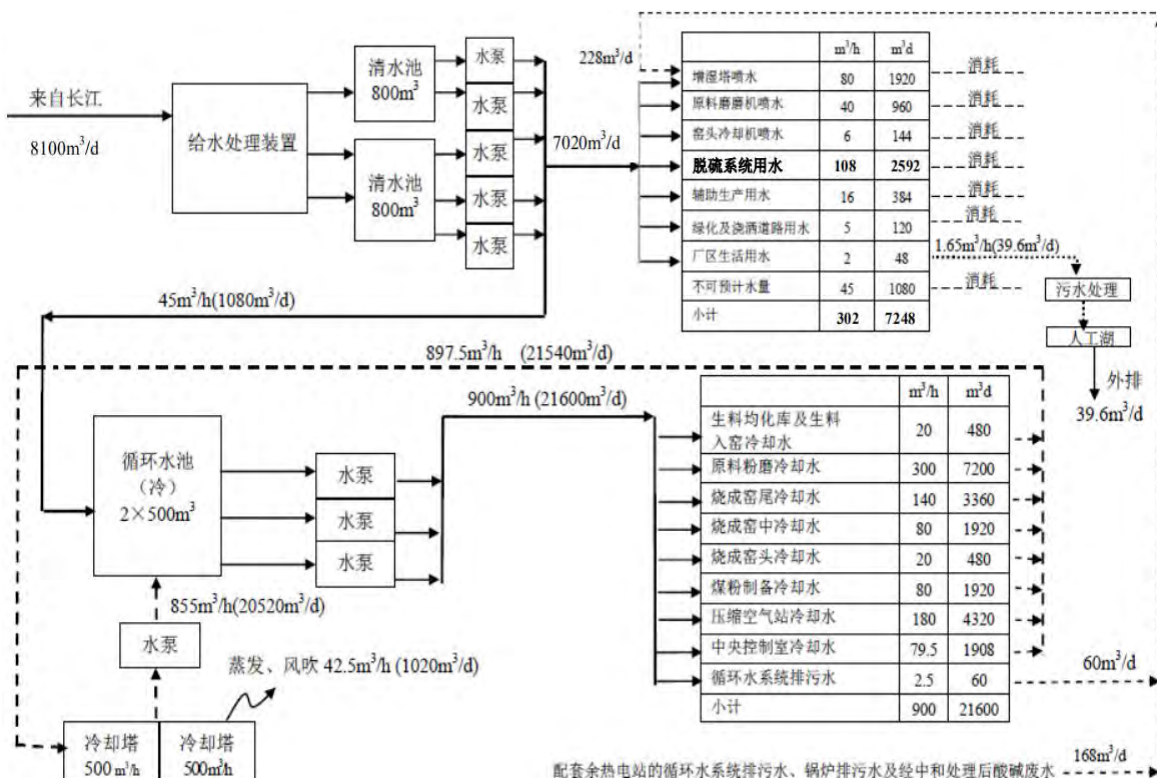 来自长江
8100m³/d
给水处理装置
清水池
800m³
清水池
800m³
水泵
水泵
水泵
水泵
水泵
7020m³/d
228m³/d
m³/h m³d
增湿塔喷水 80 1920 消耗
原料磨磨机喷水 40 960 消耗
窑头冷却机喷水 6 144 消耗
脱硫系统用水 108 2592 消耗
辅助生产用水 16 384 消耗
绿化及浇洒道路用水 5 120 消耗
厂区生活用水 2 48 1.65m³/h(39.6m³/d)
不可预计水量 45 1080 消耗
小计 302 7248
污水处理
人工湖
外排
39.6m³/d
45m³/h(1080m³/d)
897.5m³/h (21540m³/d)
900m³/h (21600m³/d)
循环水池
（冷）
2×500m³
水泵
水泵
水泵
855m³/h(20520m³/d)
水泵
蒸发、风吹 42.5m³/h (1020m³/d)
冷却塔
500 m³/h
冷却塔
500m³/h
m³/h m³d
生料均化库及生料
入窑冷却水 20 480
原料粉磨冷却水 300 7200
烧成窑尾冷却水 140 3360
烧成窑中冷却水 80 1920
烧成窑头冷却水 20 480
煤粉制备冷却水 80 1920
压缩空气站冷却水 180 4320
中央控制室冷却水 79.5 1908
循环水系统排污水 2.5 60
小计 900 21600
60m³/d
配套余热电站的循环水系统排污水、锅炉排污水及经中和处理后酸碱废水 168m³/d